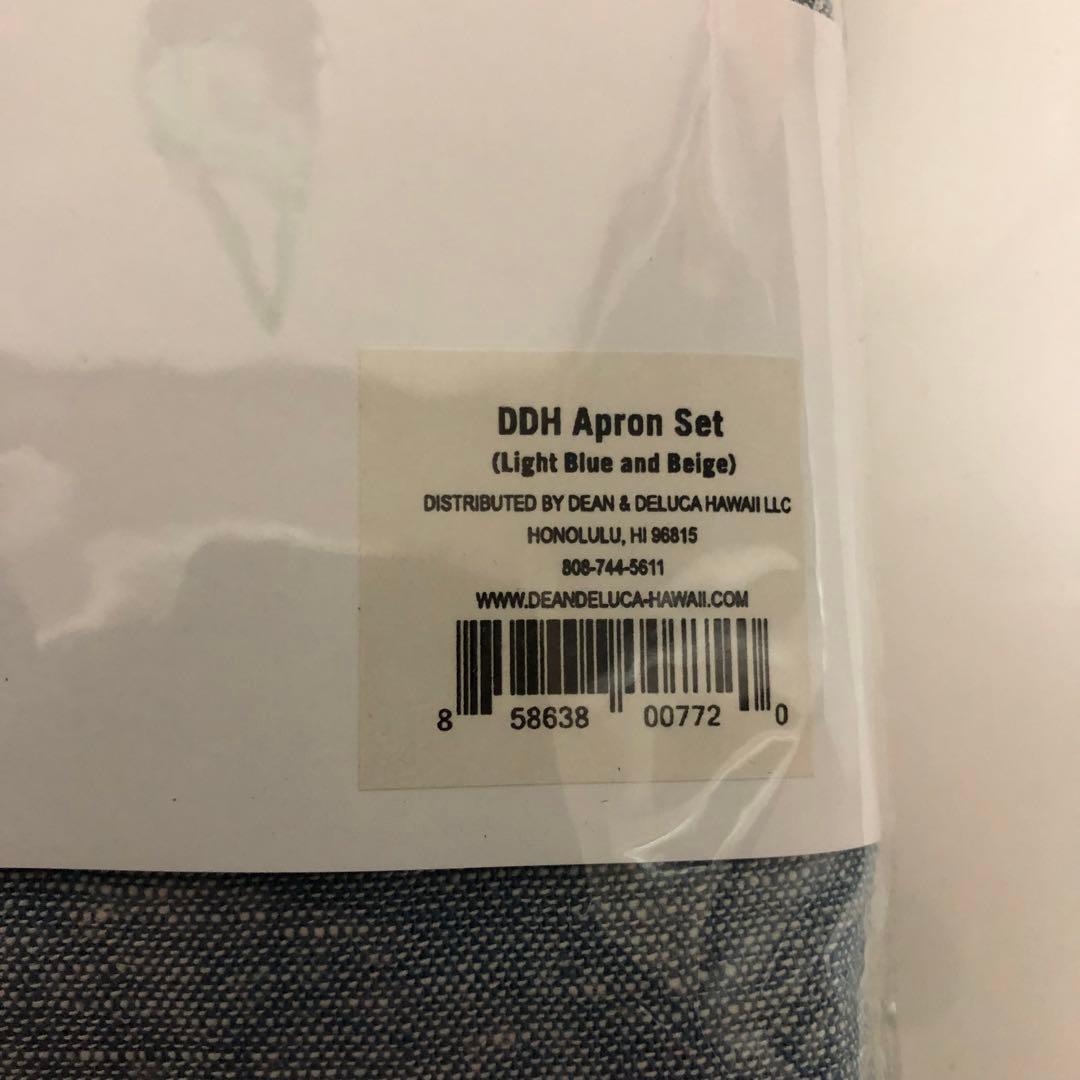 DDH Apron Set
(Light Blue and Beige)
DISTRIBUTED BY DEAN & DELUCA HAWAII LLC
HONOLULU, HI 96815
808-744-5611
WWW.DEANDELUCA-HAWAII.COM
8 58638 00772 0